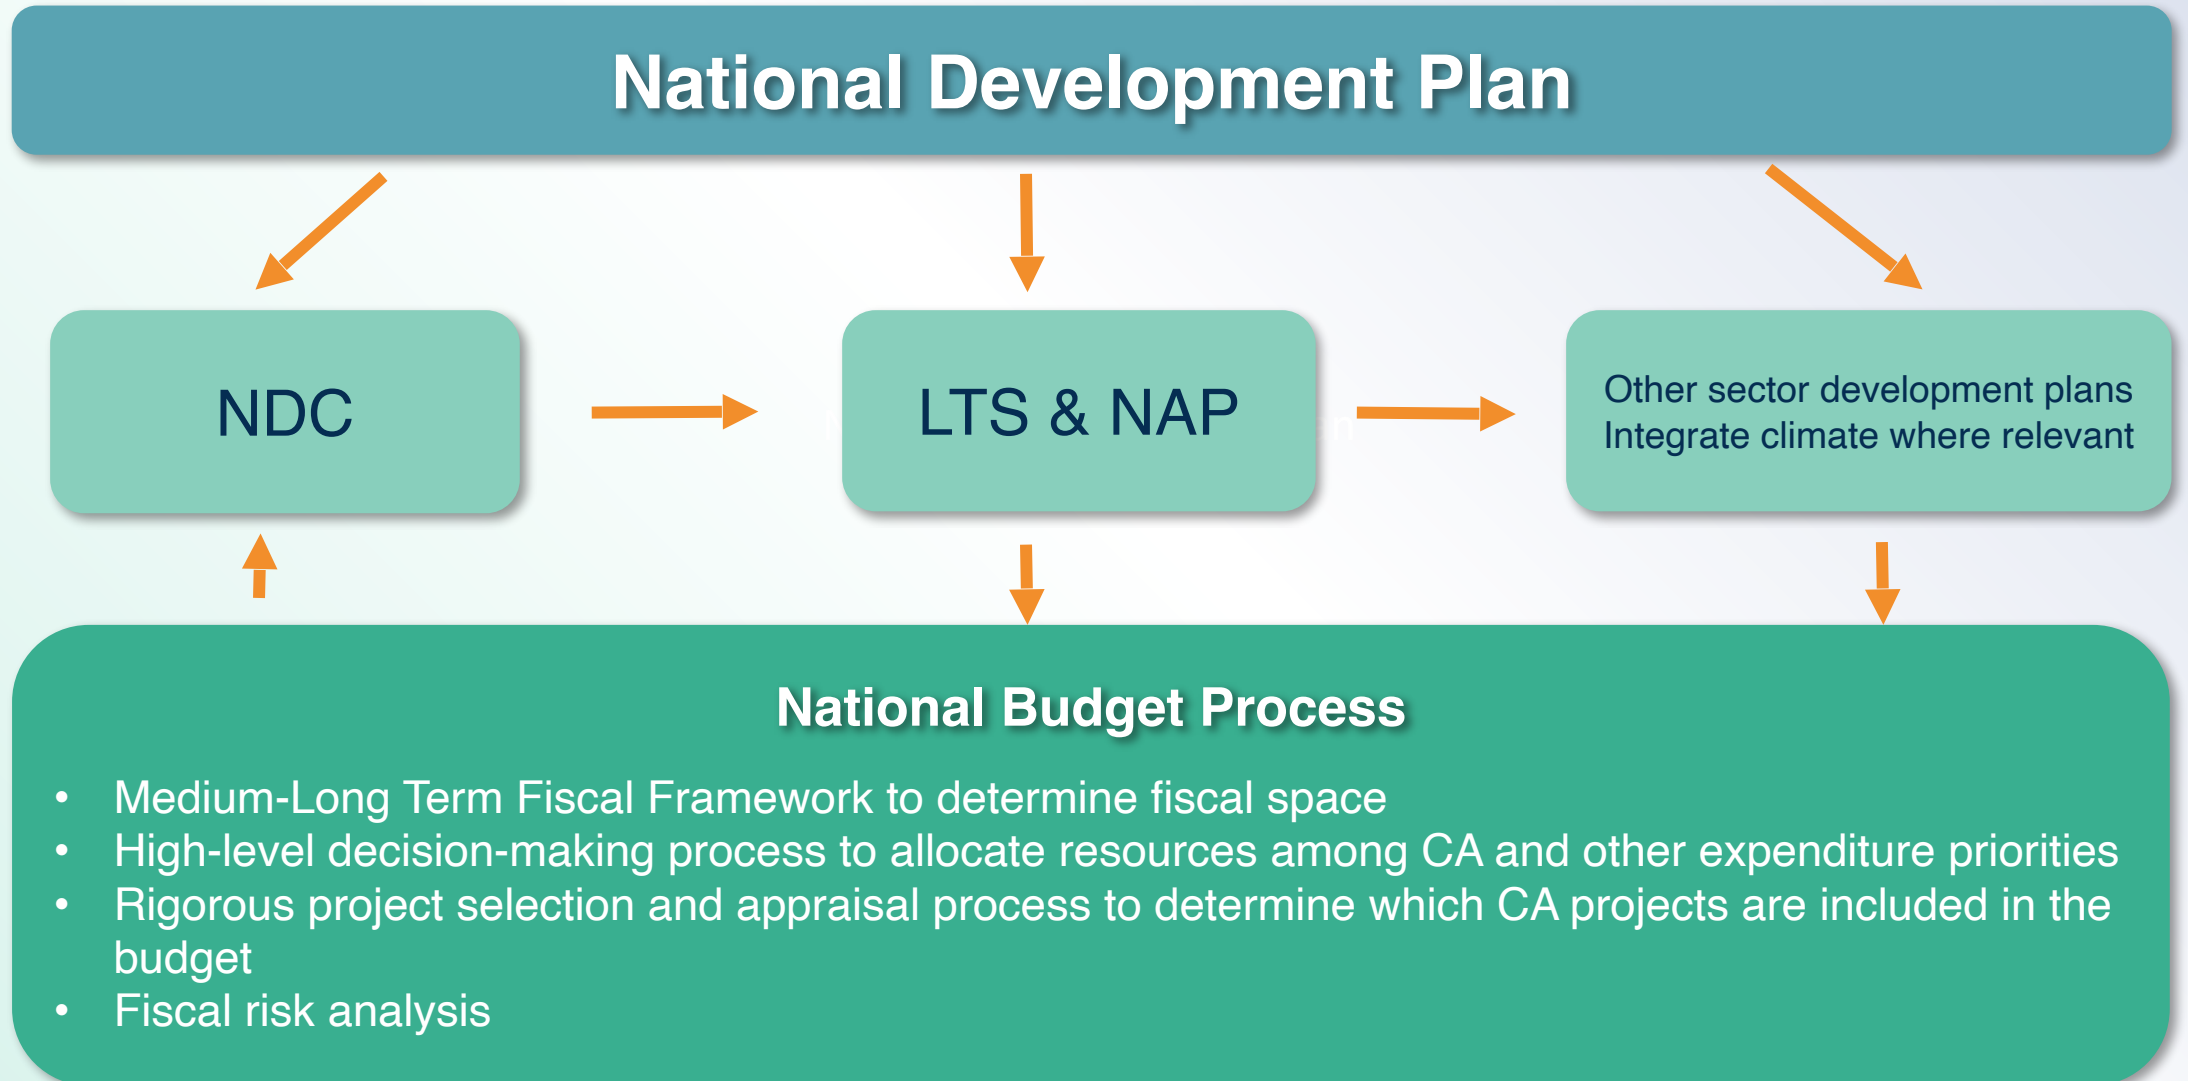 National Development Plan
NDC
LTS & NAP
Other sector development plans
Integrate climate where relevant
National Budget Process
• Medium-Long Term Fiscal Framework to determine fiscal space
• High-level decision-making process to allocate resources among CA and other expenditure priorities
• Rigorous project selection and appraisal process to determine which CA projects are included in the
budget
• Fiscal risk analysis